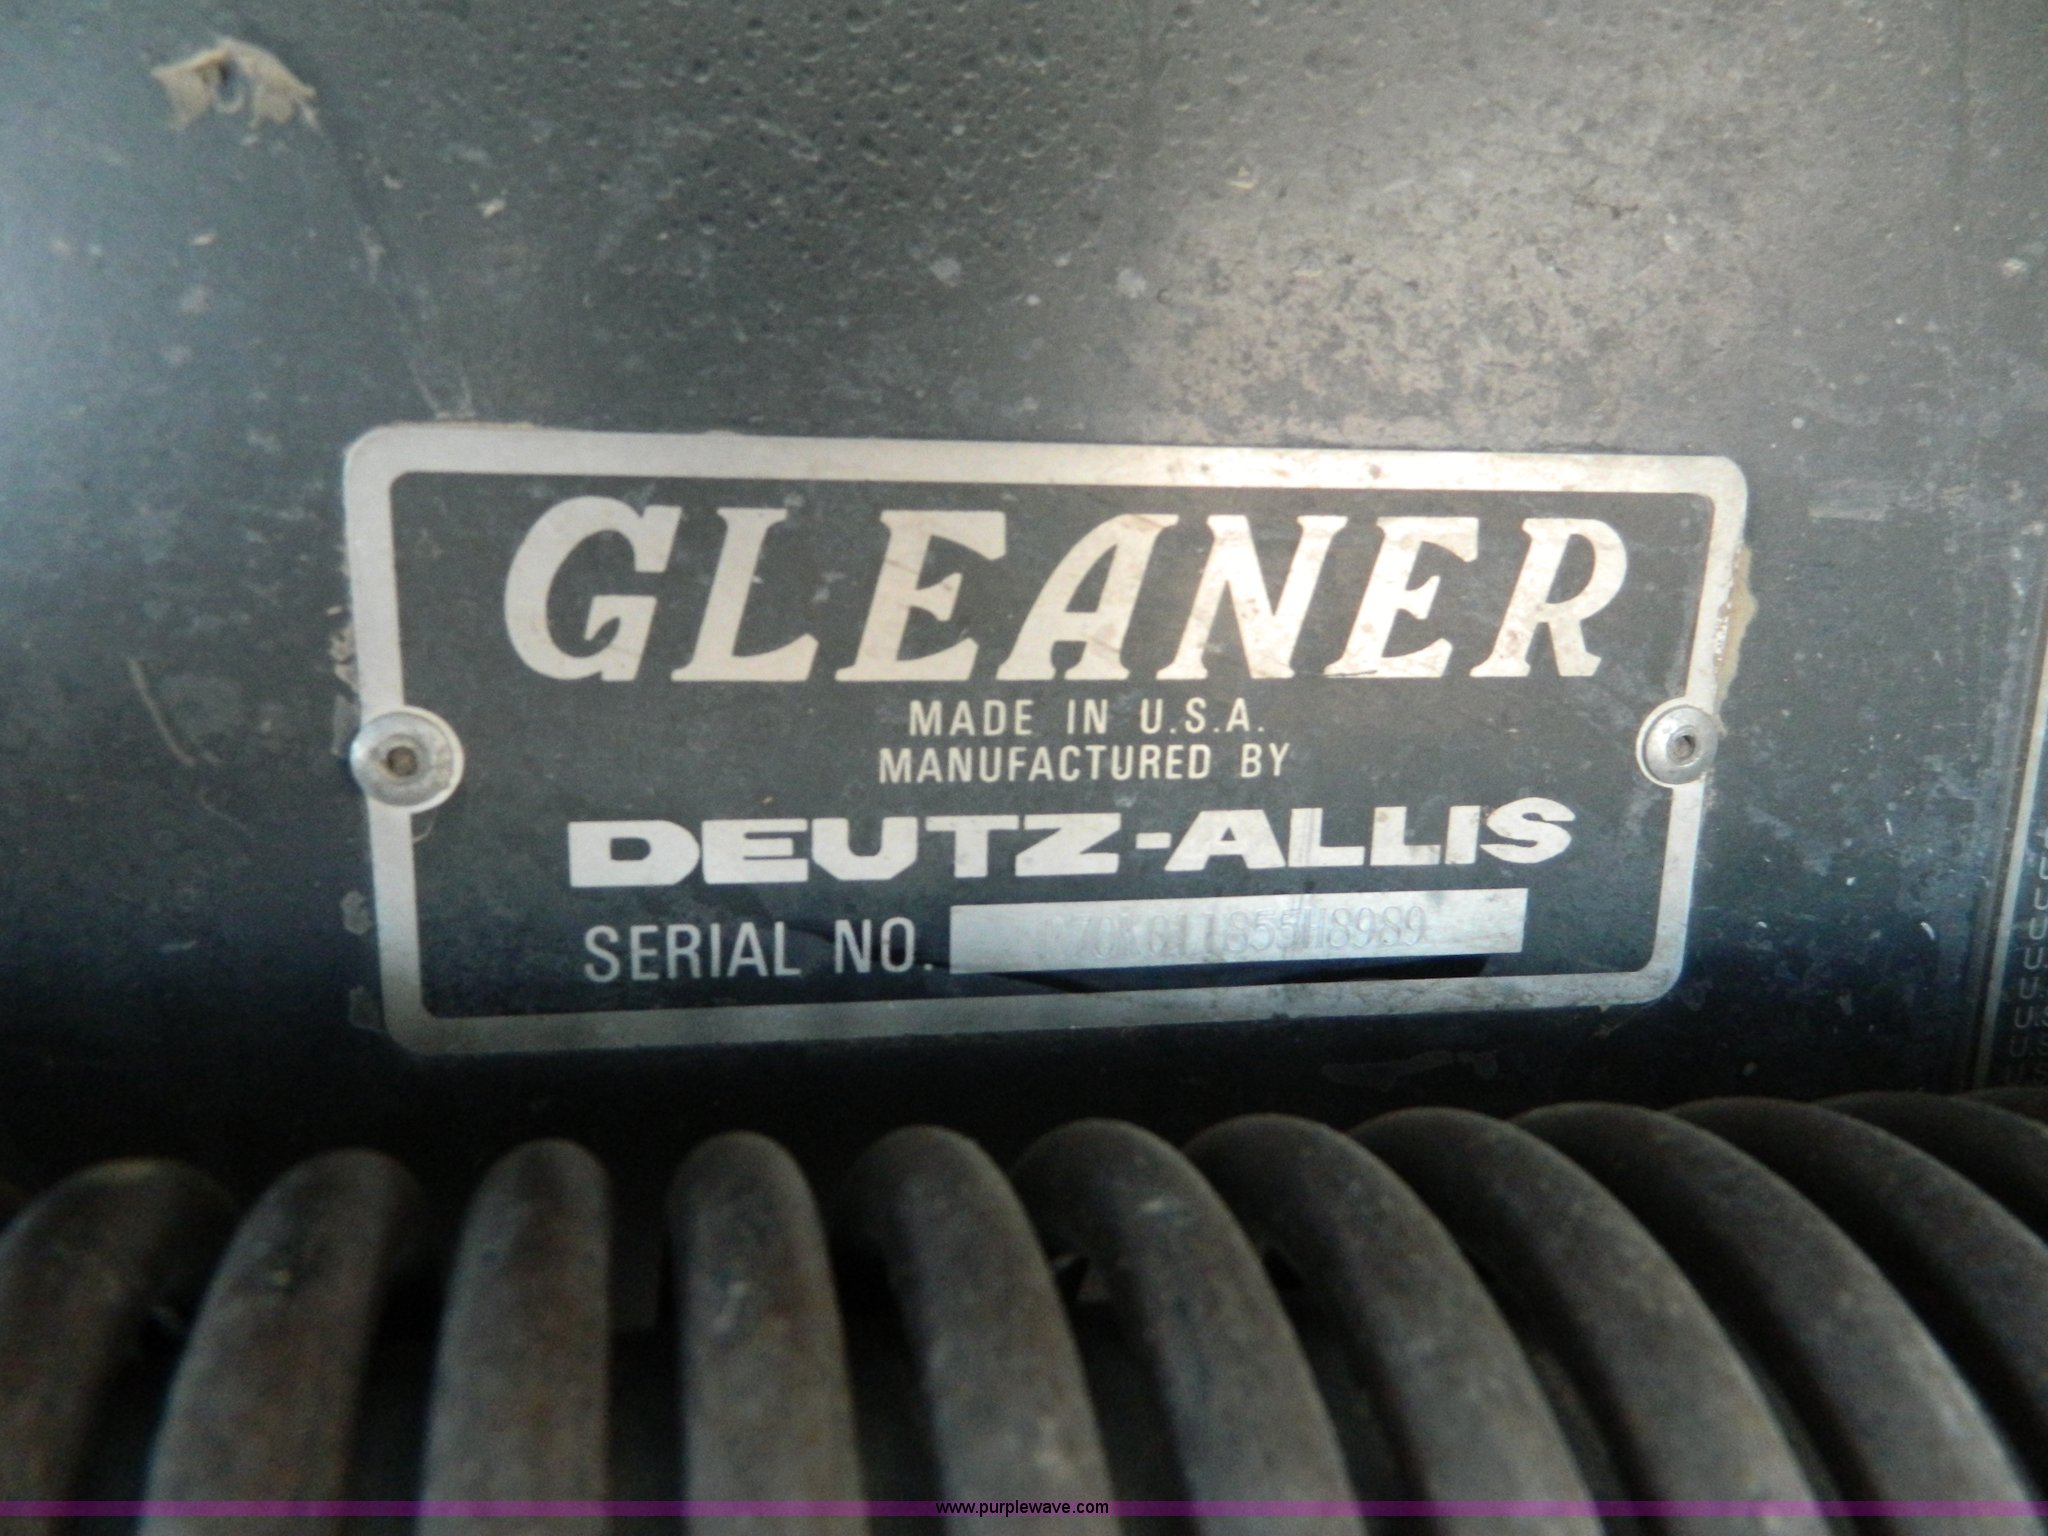 GLEANER
MADE IN U.S.A.
MANUFACTURED BY
DEUTZ-ALLIS
SERIAL NO.
www.purplewave.com